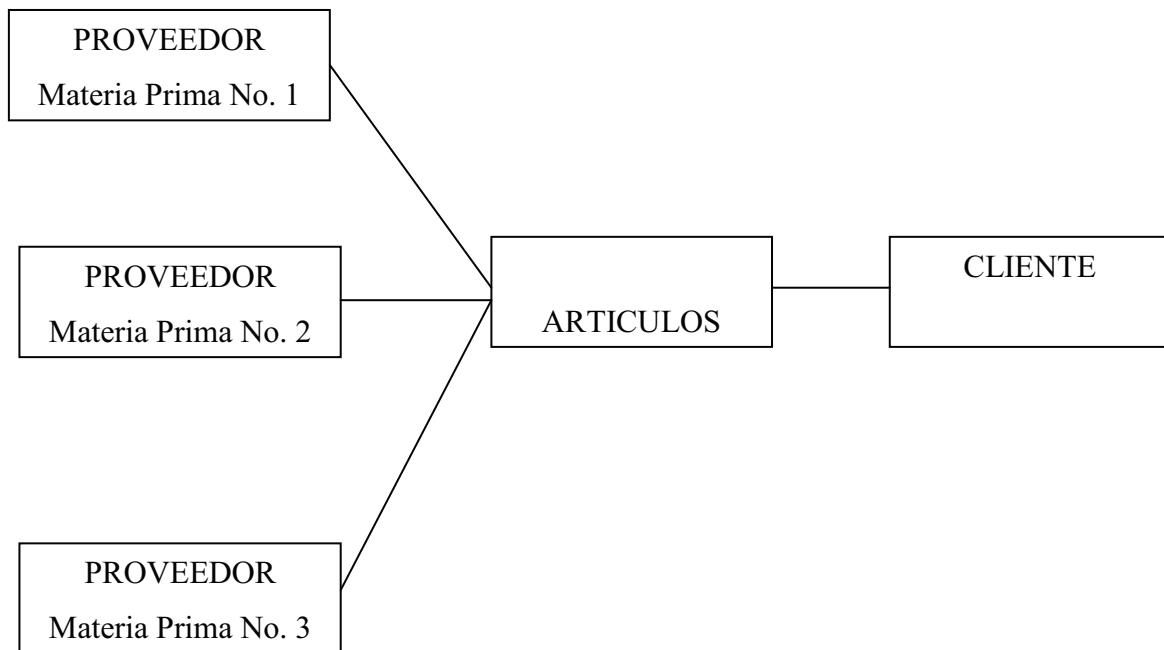 PROVEEDOR
Materia Prima No. 1
PROVEEDOR
Materia Prima No. 2
ARTICULOS
CLIENTE
PROVEEDOR
Materia Prima No. 3